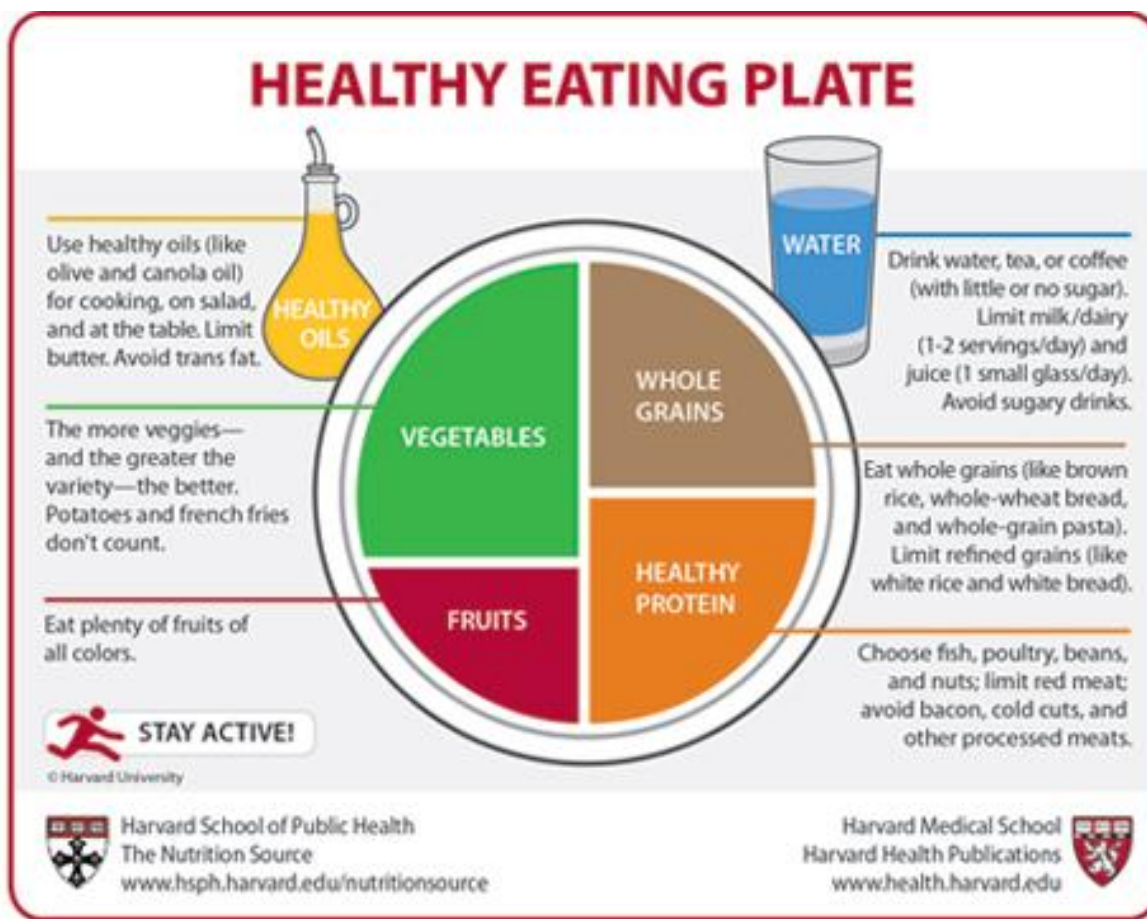 HEALTHY EATING PLATE
Use healthy oils (like
olive and canola oil)
for cooking, on salad,
and at the table. Limit
butter. Avoid trans fat.
HEALTHY
OILS
The more veggies—
and the greater the
variety—the better.
Potatoes and french fries
don't count.
Eat plenty of fruits of
all colors.
VEGETABLES
FRUITS
WHOLE
GRAINS
HEALTHY
PROTEIN
WATER
Drink water, tea, or coffee
(with little or no sugar).
Limit milk/dairy
(1-2 servings/day) and
juice (1 small glass/day).
Avoid sugary drinks.
Eat whole grains (like brown
rice, whole-wheat bread,
and whole-grain pasta).
Limit refined grains (like
white rice and white bread).
Choose fish, poultry, beans,
and nuts; limit red meat;
avoid bacon, cold cuts, and
other processed meats.
STAY ACTIVE!
© Harvard University
Harvard School of Public Health
The Nutrition Source
www.hsph.harvard.edu/nutritionsource
Harvard Medical School
Harvard Health Publications
www.health.harvard.edu